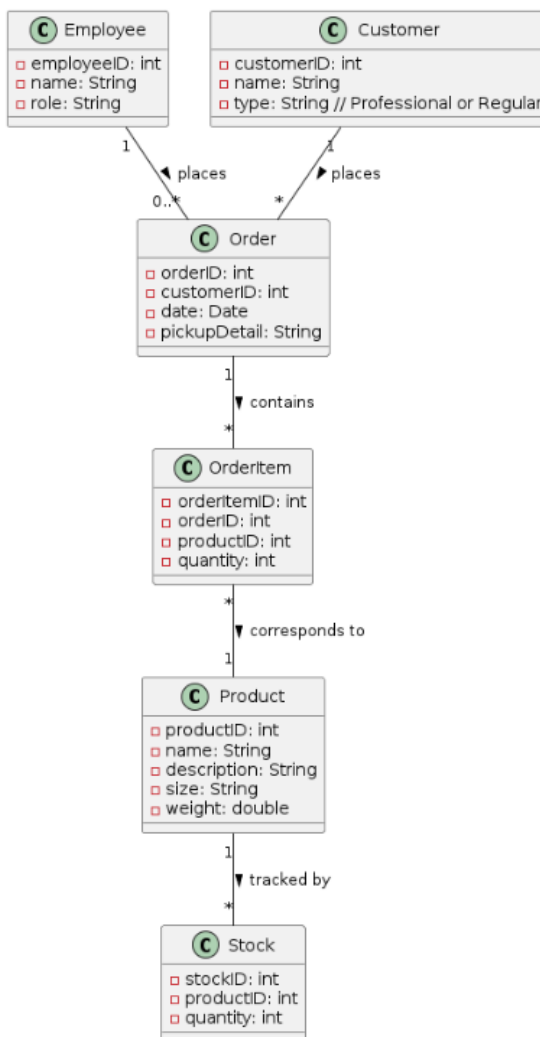 C Employee
employeeID: int
name: String
role: String
C Customer
customerID: int
name: String
type: String // Professional or Regular
1
places
0..*
1
places
*
C Order
orderID: int
customerID: int
date: Date
pickupDetail: String
1
contains
*
C OrderItem
orderItemID: int
orderID: int
productID: int
quantity: int
*
corresponds to
1
C Product
productID: int
name: String
description: String
size: String
weight: double
1
tracked by
*
C Stock
stockID: int
productID: int
quantity: int